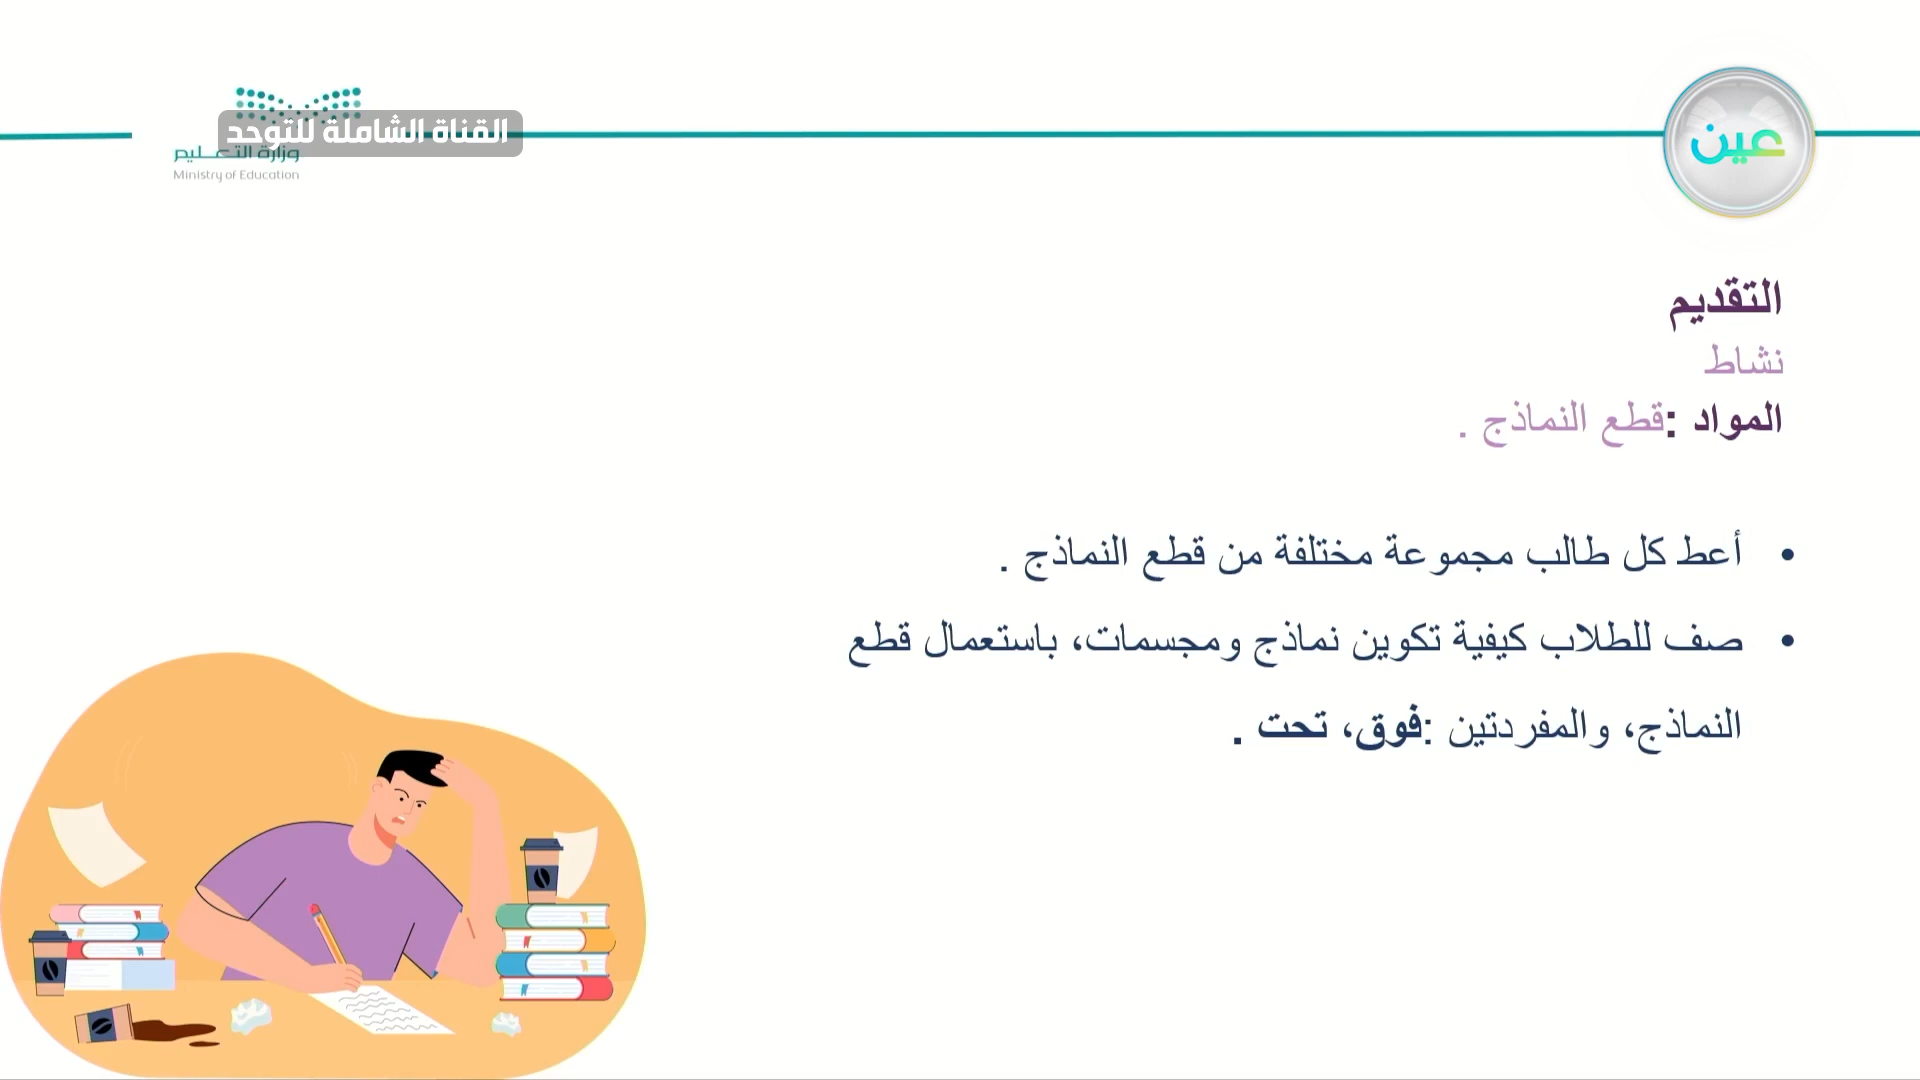 القناة الشاملة للتوحد
وزارة التعليم
Ministry of Education
عين
التقديم
نشاط
المواد :قطع النماذج .
• أعط كل طالب مجموعة مختلفة من قطع النماذج .
• صف للطلاب كيفية تكوين نماذج ومجسمات، باستعمال قطع
النماذج، والمفردتين :فوق، تحت .